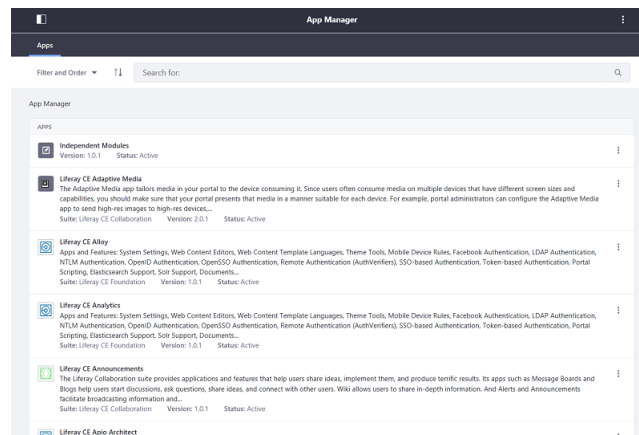 App Manager
Apps
Filter and Order
Search for:
App Manager
APPS
Independent Modules
Version: 1.0.1 Status: Active
Liferay CE Adaptive Media
The Adaptive Media app tailors media in your portal to the device consuming it. Since users often consume media on multiple devices that have different screen sizes and
capabilities, you should make sure that your portal presents that media in a manner suitable for each device. For example, portal administrators can configure the Adaptive Media
app to send high-res images to high-res devices,...
Suite: Liferay CE Collaboration Version: 2.0.1 Status: Active
Liferay CE Alloy
Apps and Features: System Settings, Web Content Editors, Web Content Template Languages, Theme Tools, Mobile Device Rules, Facebook Authentication, LDAP Authentication,
NTLM Authentication, OpenID Authentication, OpenSSO Authentication, Remote Authentication (AuthVerifiers), SSO-based Authentication, Token-based Authentication, Portal
Scripting, Elasticsearch Support, Solr Support, Documents...
Suite: Liferay CE Foundation Version: 1.0.1 Status: Active
Liferay CE Analytics
Apps and Features: System Settings, Web Content Editors, Web Content Template Languages, Theme Tools, Mobile Device Rules, Facebook Authentication, LDAP Authentication,
NTLM Authentication, OpenID Authentication, OpenSSO Authentication, Remote Authentication (AuthVerifiers), SSO-based Authentication, Token-based Authentication, Portal
Scripting, Elasticsearch Support, Solr Support, Documents...
Suite: Liferay CE Foundation Version: 1.0.1 Status: Active
Liferay CE Announcements
The Liferay Collaboration suite provides applications and features that help users share ideas, implement them, and produce terrific results. Its apps such as Message Boards and
Blogs help users start discussions, ask questions, share ideas, and connect with other users. Wiki allows users to share in-depth information. And Alerts and Announcements
facilitate broadcasting information and...
Suite: Liferay CE Collaboration Version: 1.0.1 Status: Active
Liferay CE Apio Architect